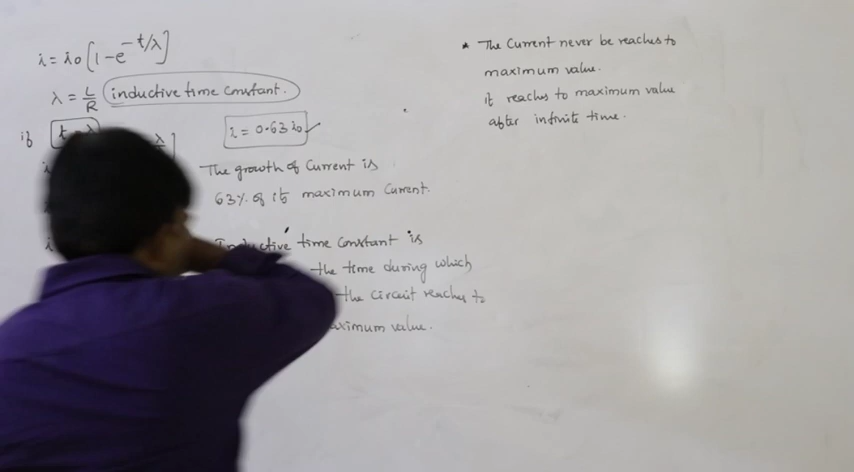 i = i0 [1 - e^-t/λ]
λ = L/R inductive time constant.
if
i = 0.63 i0
The growth of Current is
63% of its maximum Current.
Inductive time constant is
the time during which
the circuit reaches to
maximum value.
* The Current never be reaches to
maximum value.
it reaches to maximum value
after infinite time.